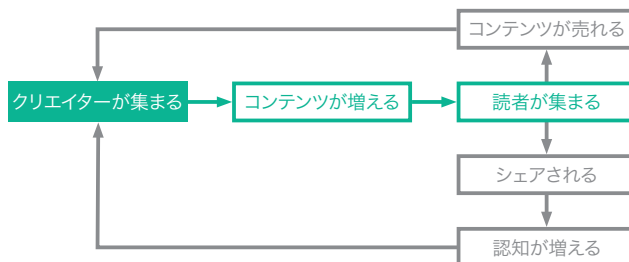 コンテンツが売れる
クリエイターが集まる
コンテンツが増える
読者が集まる
シェアされる
認知が増える